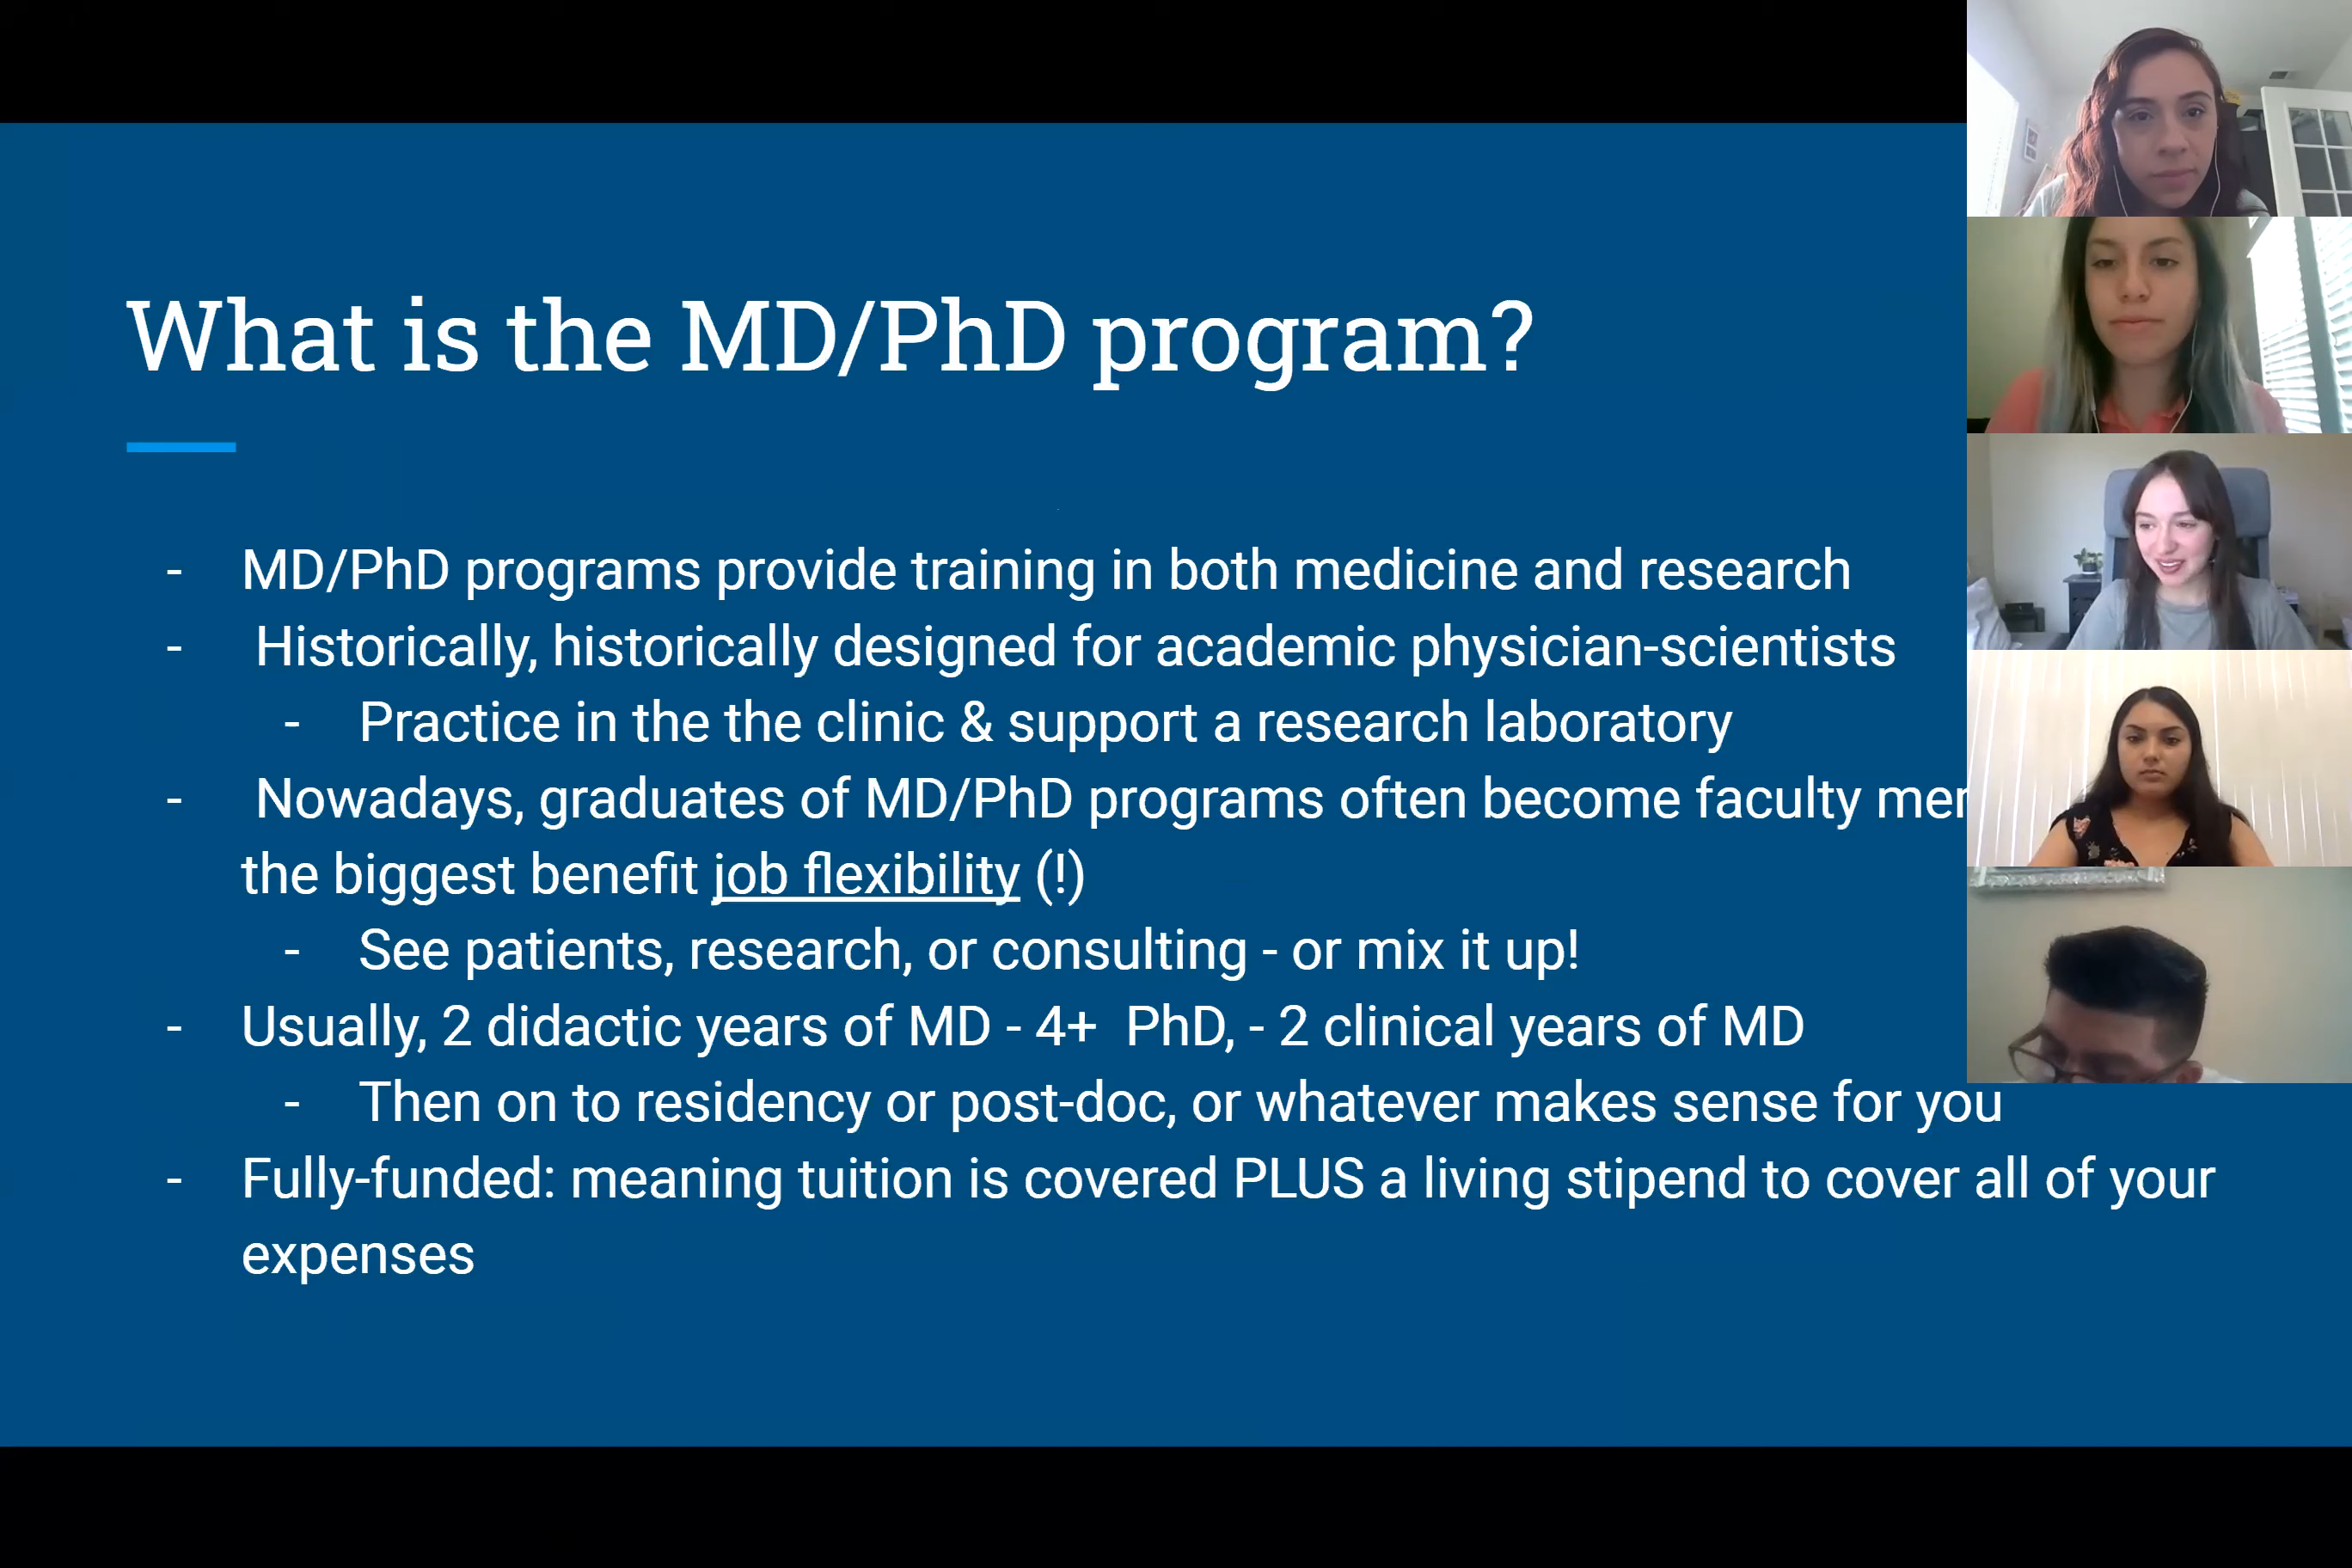 What is the MD/PhD program?
- MD/PhD programs provide training in both medicine and research
- Historically, historically designed for academic physician-scientists
- Practice in the the clinic & support a research laboratory
- Nowadays, graduates of MD/PhD programs often become faculty
the biggest benefit job flexibility (!)
- See patients, research, or consulting - or mix it up!
- Usually, 2 didactic years of MD - 4+ PhD, - 2 clinical years of MD
- Then on to residency or post-doc, or whatever makes sense for you
- Fully-funded: meaning tuition is covered PLUS a living stipend to cover all of your
expenses